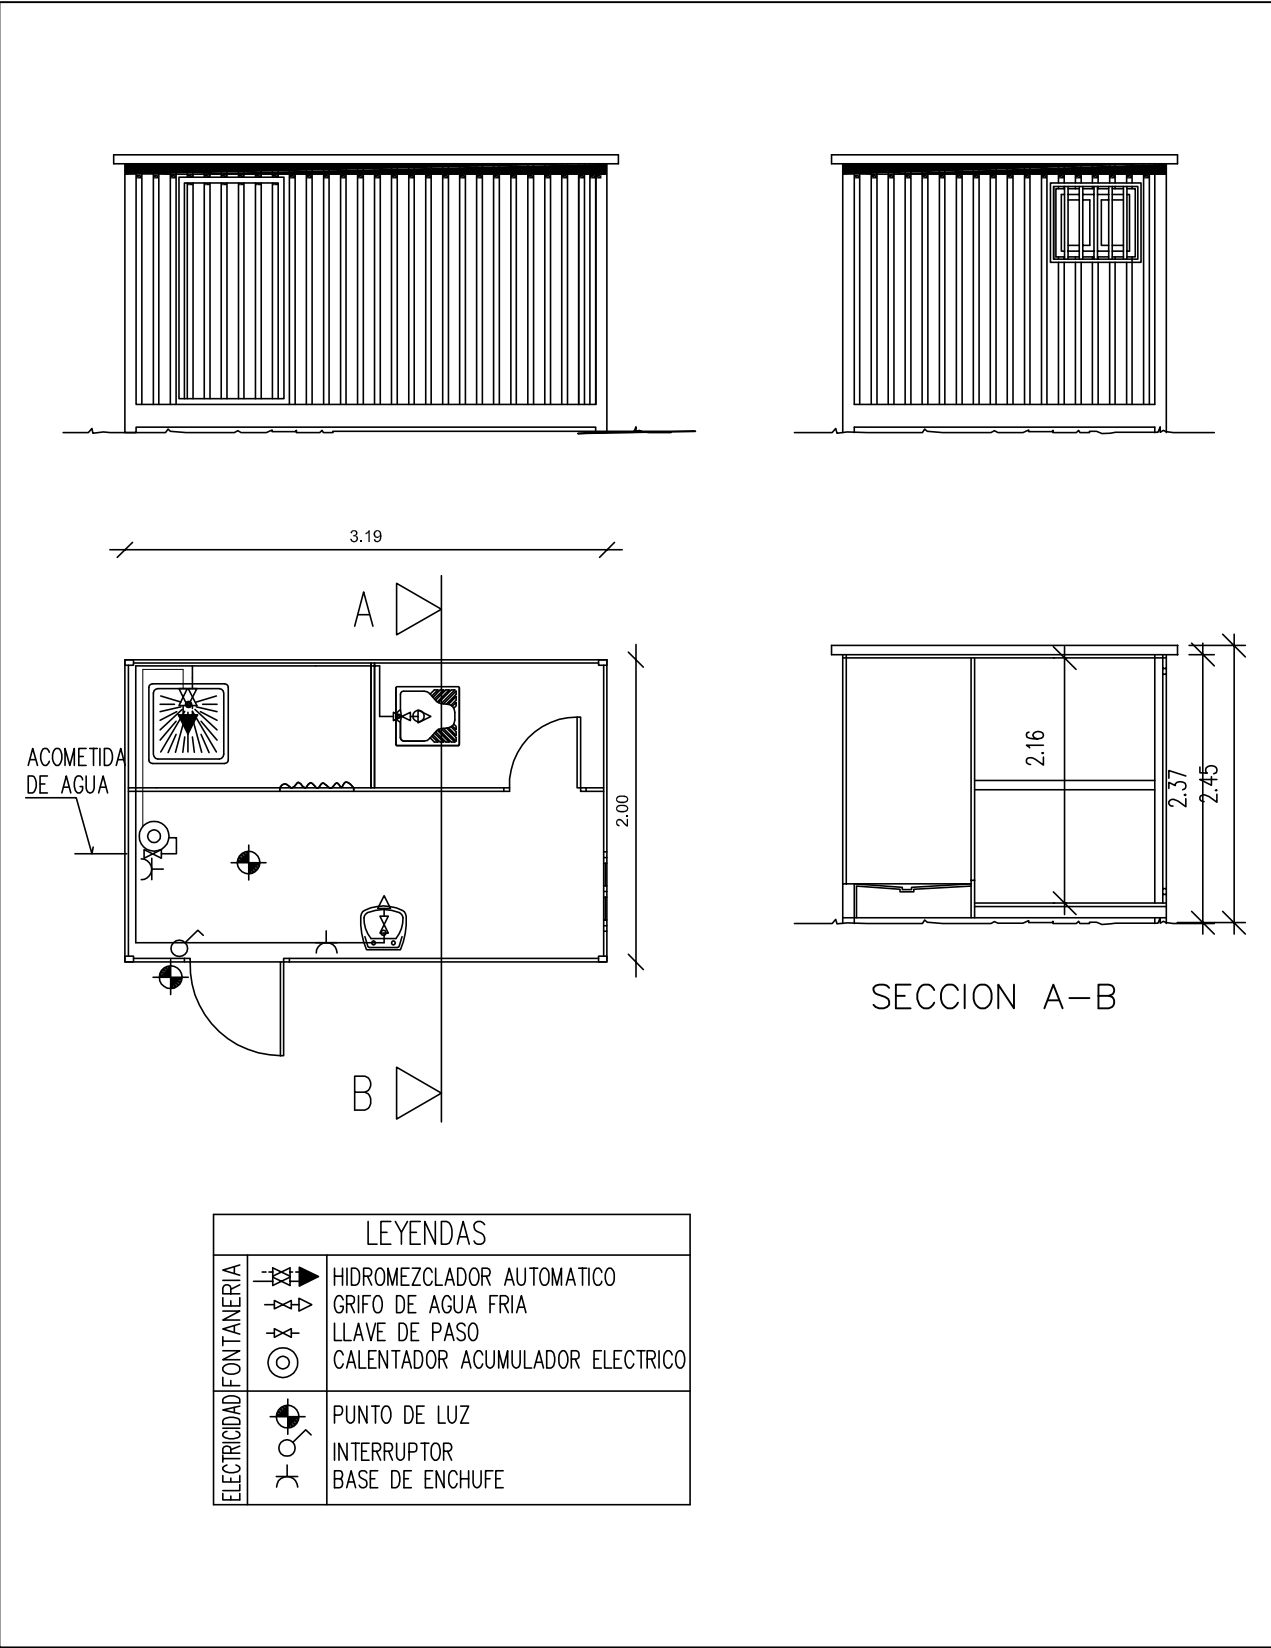 3.19
A
ACOMETIDA
DE AGUA
2.00
B
2.16
2.37
2.45
SECCION A-B
LEYENDAS
FONTANERIA
HIDROMEZCLADOR AUTOMATICO
GRIFO DE AGUA FRIA
LLAVE DE PASO
CALENTADOR ACUMULADOR ELECTRICO
ELECTRICIDAD
PUNTO DE LUZ
INTERRUPTOR
BASE DE ENCHUFE